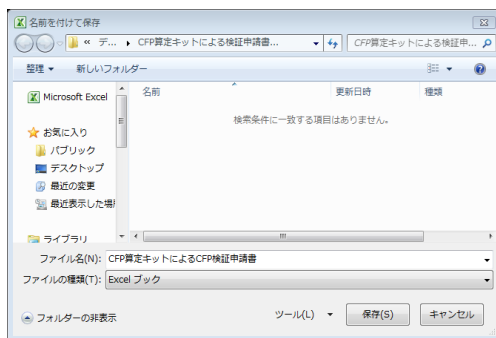 名前を付けて保存
« デ... CFP算定キットによる検証申請書... CFP算定キットによる検証申...
整理 新しいフォルダー
Microsoft Excel
名前 更新日時 種類
検索条件に一致する項目はありません。
お気に入り
パブリック
デスクトップ
最近の変更
最近表示した場所
ライブラリ
ファイル名(N): CFP算定キットによるCFP検証申請書
ファイルの種類(T): Excel ブック
フォルダーの非表示 ツール(L) 保存(S) キャンセル